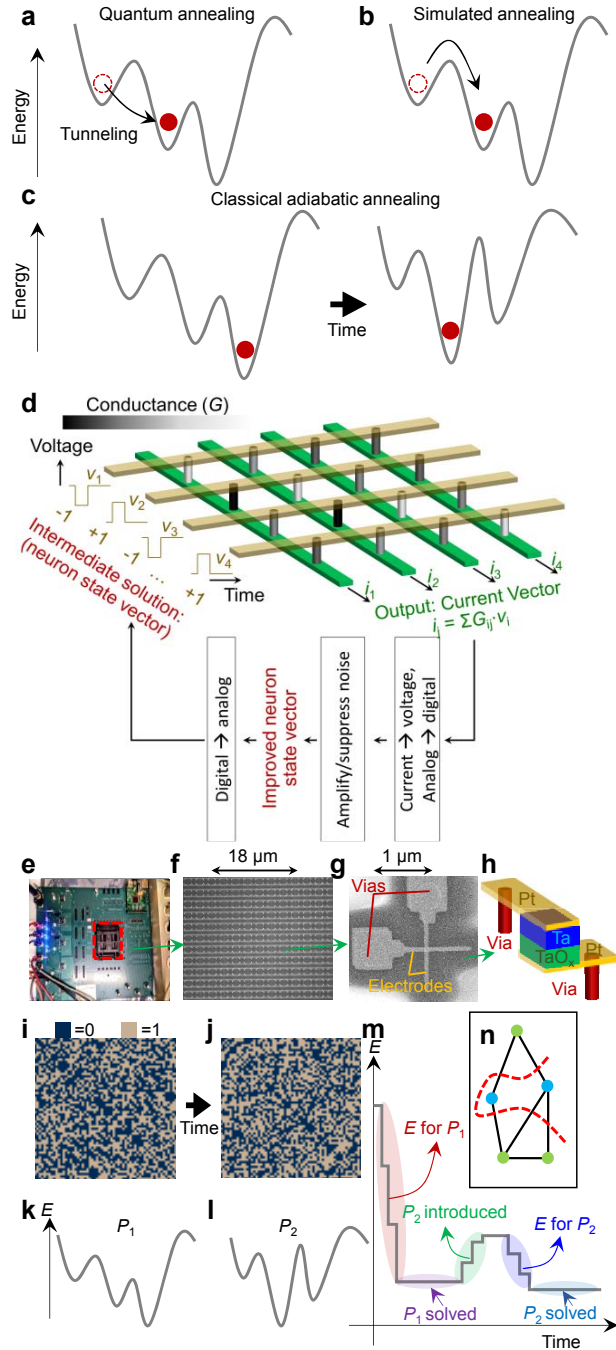 a
Quantum annealing
Energy
Tunneling
b
Simulated annealing
c
Classical adiabatic annealing
Energy
Time
d
Conductance (G)
Voltage
v1
v2
v3
v4
-1
+1
-1
...
+1
Time
Intermediate solution:
(neuron state vector)
i1
i2
i3
i4
Output: Current Vector
ij = ΣGij·vi
Digital → analog
Improved neuron
state vector
Amplify/suppress noise
Current → voltage,
Analog → digital
e
f
18 µm
g
1 µm
Vias
Electrodes
h
Pt
Ta
TaOx
Pt
Via
Via
i
=0
=1
Time
j
k
E
P1
l
P2
m
E
E for P1
P2 introduced
E for P2
P1 solved
P2 solved
Time
n